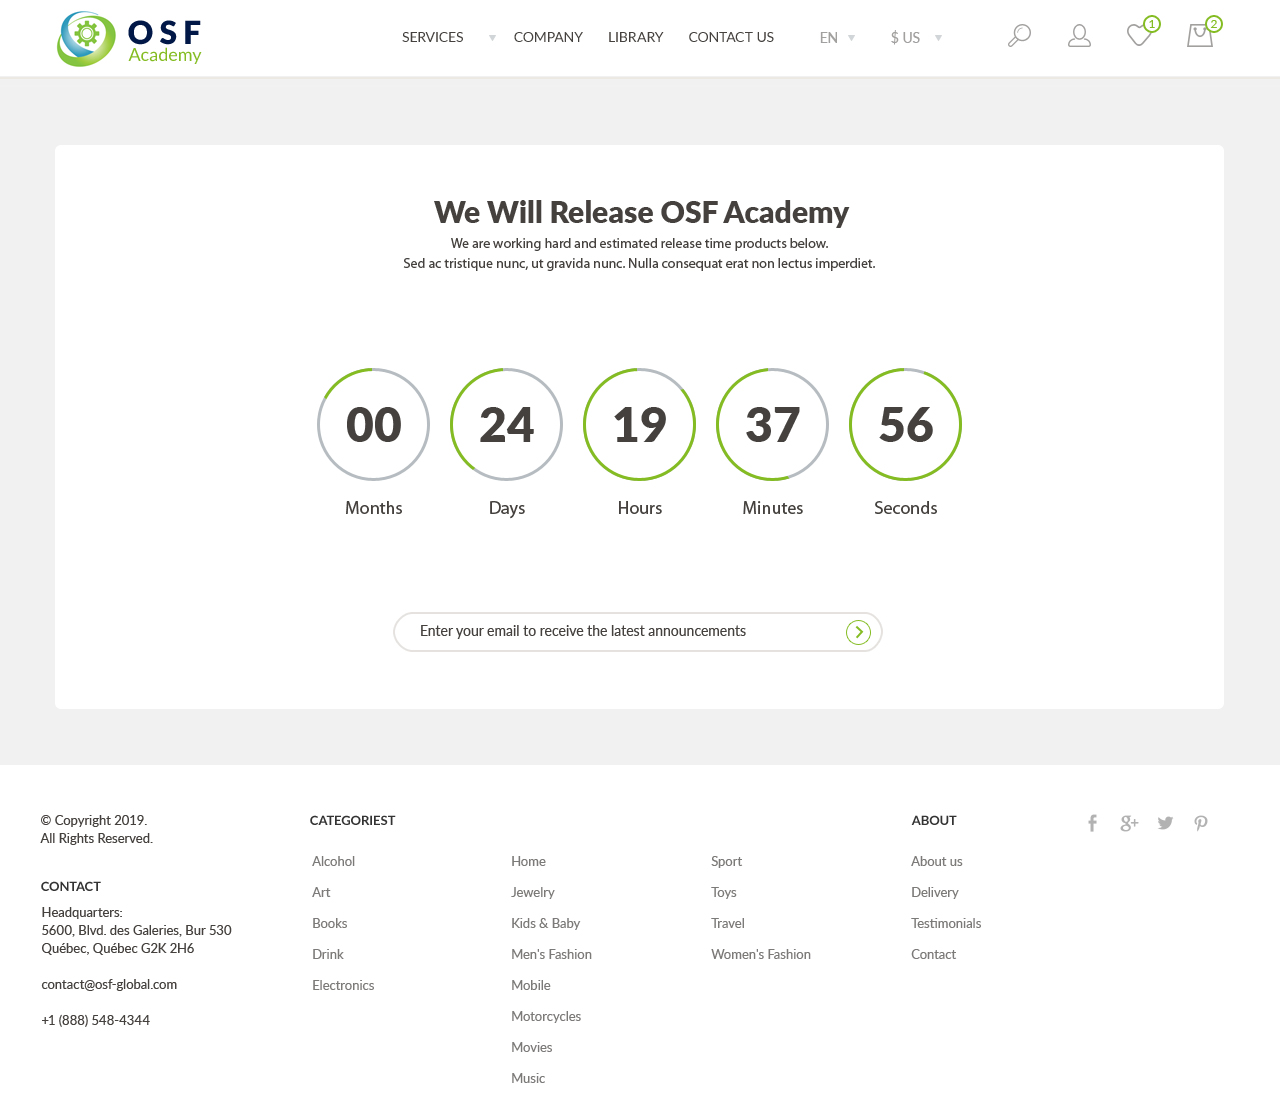 OSF
Academy
SERVICES COMPANY LIBRARY CONTACT US EN $ US 1 2
We Will Release OSF Academy
We are working hard and estimated release time products below.
Sed ac tristique nunc, ut gravida nunc. Nulla consequat erat non lectus imperdiet.
00 24 19 37 56
Months Days Hours Minutes Seconds
Enter your email to receive the latest announcements
© Copyright 2019.
All Rights Reserved.
CONTACT
Headquarters:
5600, Blvd. des Galeries, Bur 530
Québec, Québec G2K 2H6
contact@osf-global.com
+1 (888) 548-4344
CATEGORIEST
Alcohol
Art
Books
Drink
Electronics
Home
Jewelry
Kids & Baby
Men's Fashion
Mobile
Motorcycles
Movies
Music
Sport
Toys
Travel
Women's Fashion
ABOUT
About us
Delivery
Testimonials
Contact